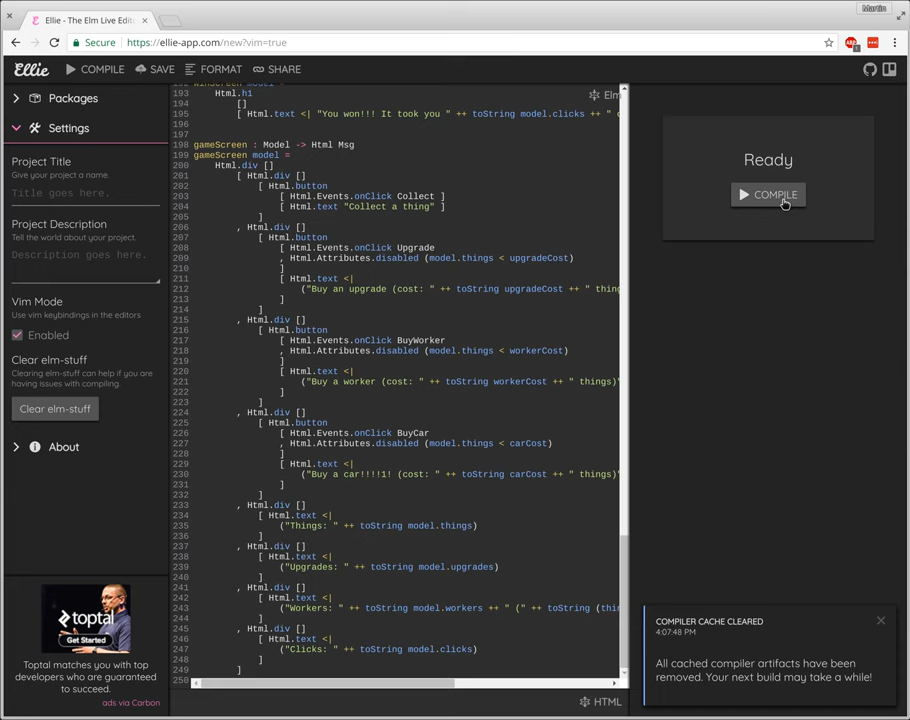 Martin
Ellie - The Elm Live Edit
Secure
https://ellie-app.com/new?vim=true
ABP
Ellie
COMPILE
SAVE
FORMAT
SHARE
Packages
Settings
Project Title
Give your project a name.
Title goes here.
Project Description
Tell the world about your project.
Description goes here.
Vim Mode
Use vim keybindings in the editors
Enabled
Clear elm-stuff
Clearing elm-stuff can help if you are
having issues with compiling.
Clear elm-stuff
About
toptal
Get Started
Toptal matches you with top
developers who are guaranteed
to succeed.
ads via Carbon
192 winScreen model =
193 Html.h1
194 []
195 [ Html.text <| "You won!!! It took you " ++ toString model.clicks ++ " c
196
197
198 gameScreen : Model -> Html Msg
199 gameScreen model =
200 Html.div []
201 [ Html.div []
202 [ Html.button
203 [ Html.Events.onClick Collect ]
204 [ Html.text "Collect a thing" ]
205 ]
206 , Html.div []
207 [ Html.button
208 [ Html.Events.onClick Upgrade
209 , Html.Attributes.disabled (model.things < upgradeCost)
210 ]
211 [ Html.text <|
212 ("Buy an upgrade (cost: " ++ toString upgradeCost ++ " thing
213 ]
214 ]
215 , Html.div []
216 [ Html.button
217 [ Html.Events.onClick BuyWorker
218 , Html.Attributes.disabled (model.things < workerCost)
219 ]
220 [ Html.text <|
221 ("Buy a worker (cost: " ++ toString workerCost ++ " things)"
222 ]
223 ]
224 , Html.div []
225 [ Html.button
226 [ Html.Events.onClick BuyCar
227 , Html.Attributes.disabled (model.things < carCost)
228 ]
229 [ Html.text <|
230 ("Buy a car!!!!1! (cost: " ++ toString carCost ++ " things)"
231 ]
232 ]
233 , Html.div []
234 [ Html.text <|
235 ("Things: " ++ toString model.things)
236 ]
237 , Html.div []
238 [ Html.text <|
239 ("Upgrades: " ++ toString model.upgrades)
240 ]
241 , Html.div []
242 [ Html.text <|
243 ("Workers: " ++ toString model.workers ++ " (" ++ toString (thi
244 ]
245 , Html.div []
246 [ Html.text <|
247 ("Clicks: " ++ toString model.clicks)
248 ]
249 ]
250
Elm
HTML
Ready
COMPILE
COMPILER CACHE CLEARED
4:07:48 PM
All cached compiler artifacts have been
removed. Your next build may take a while!